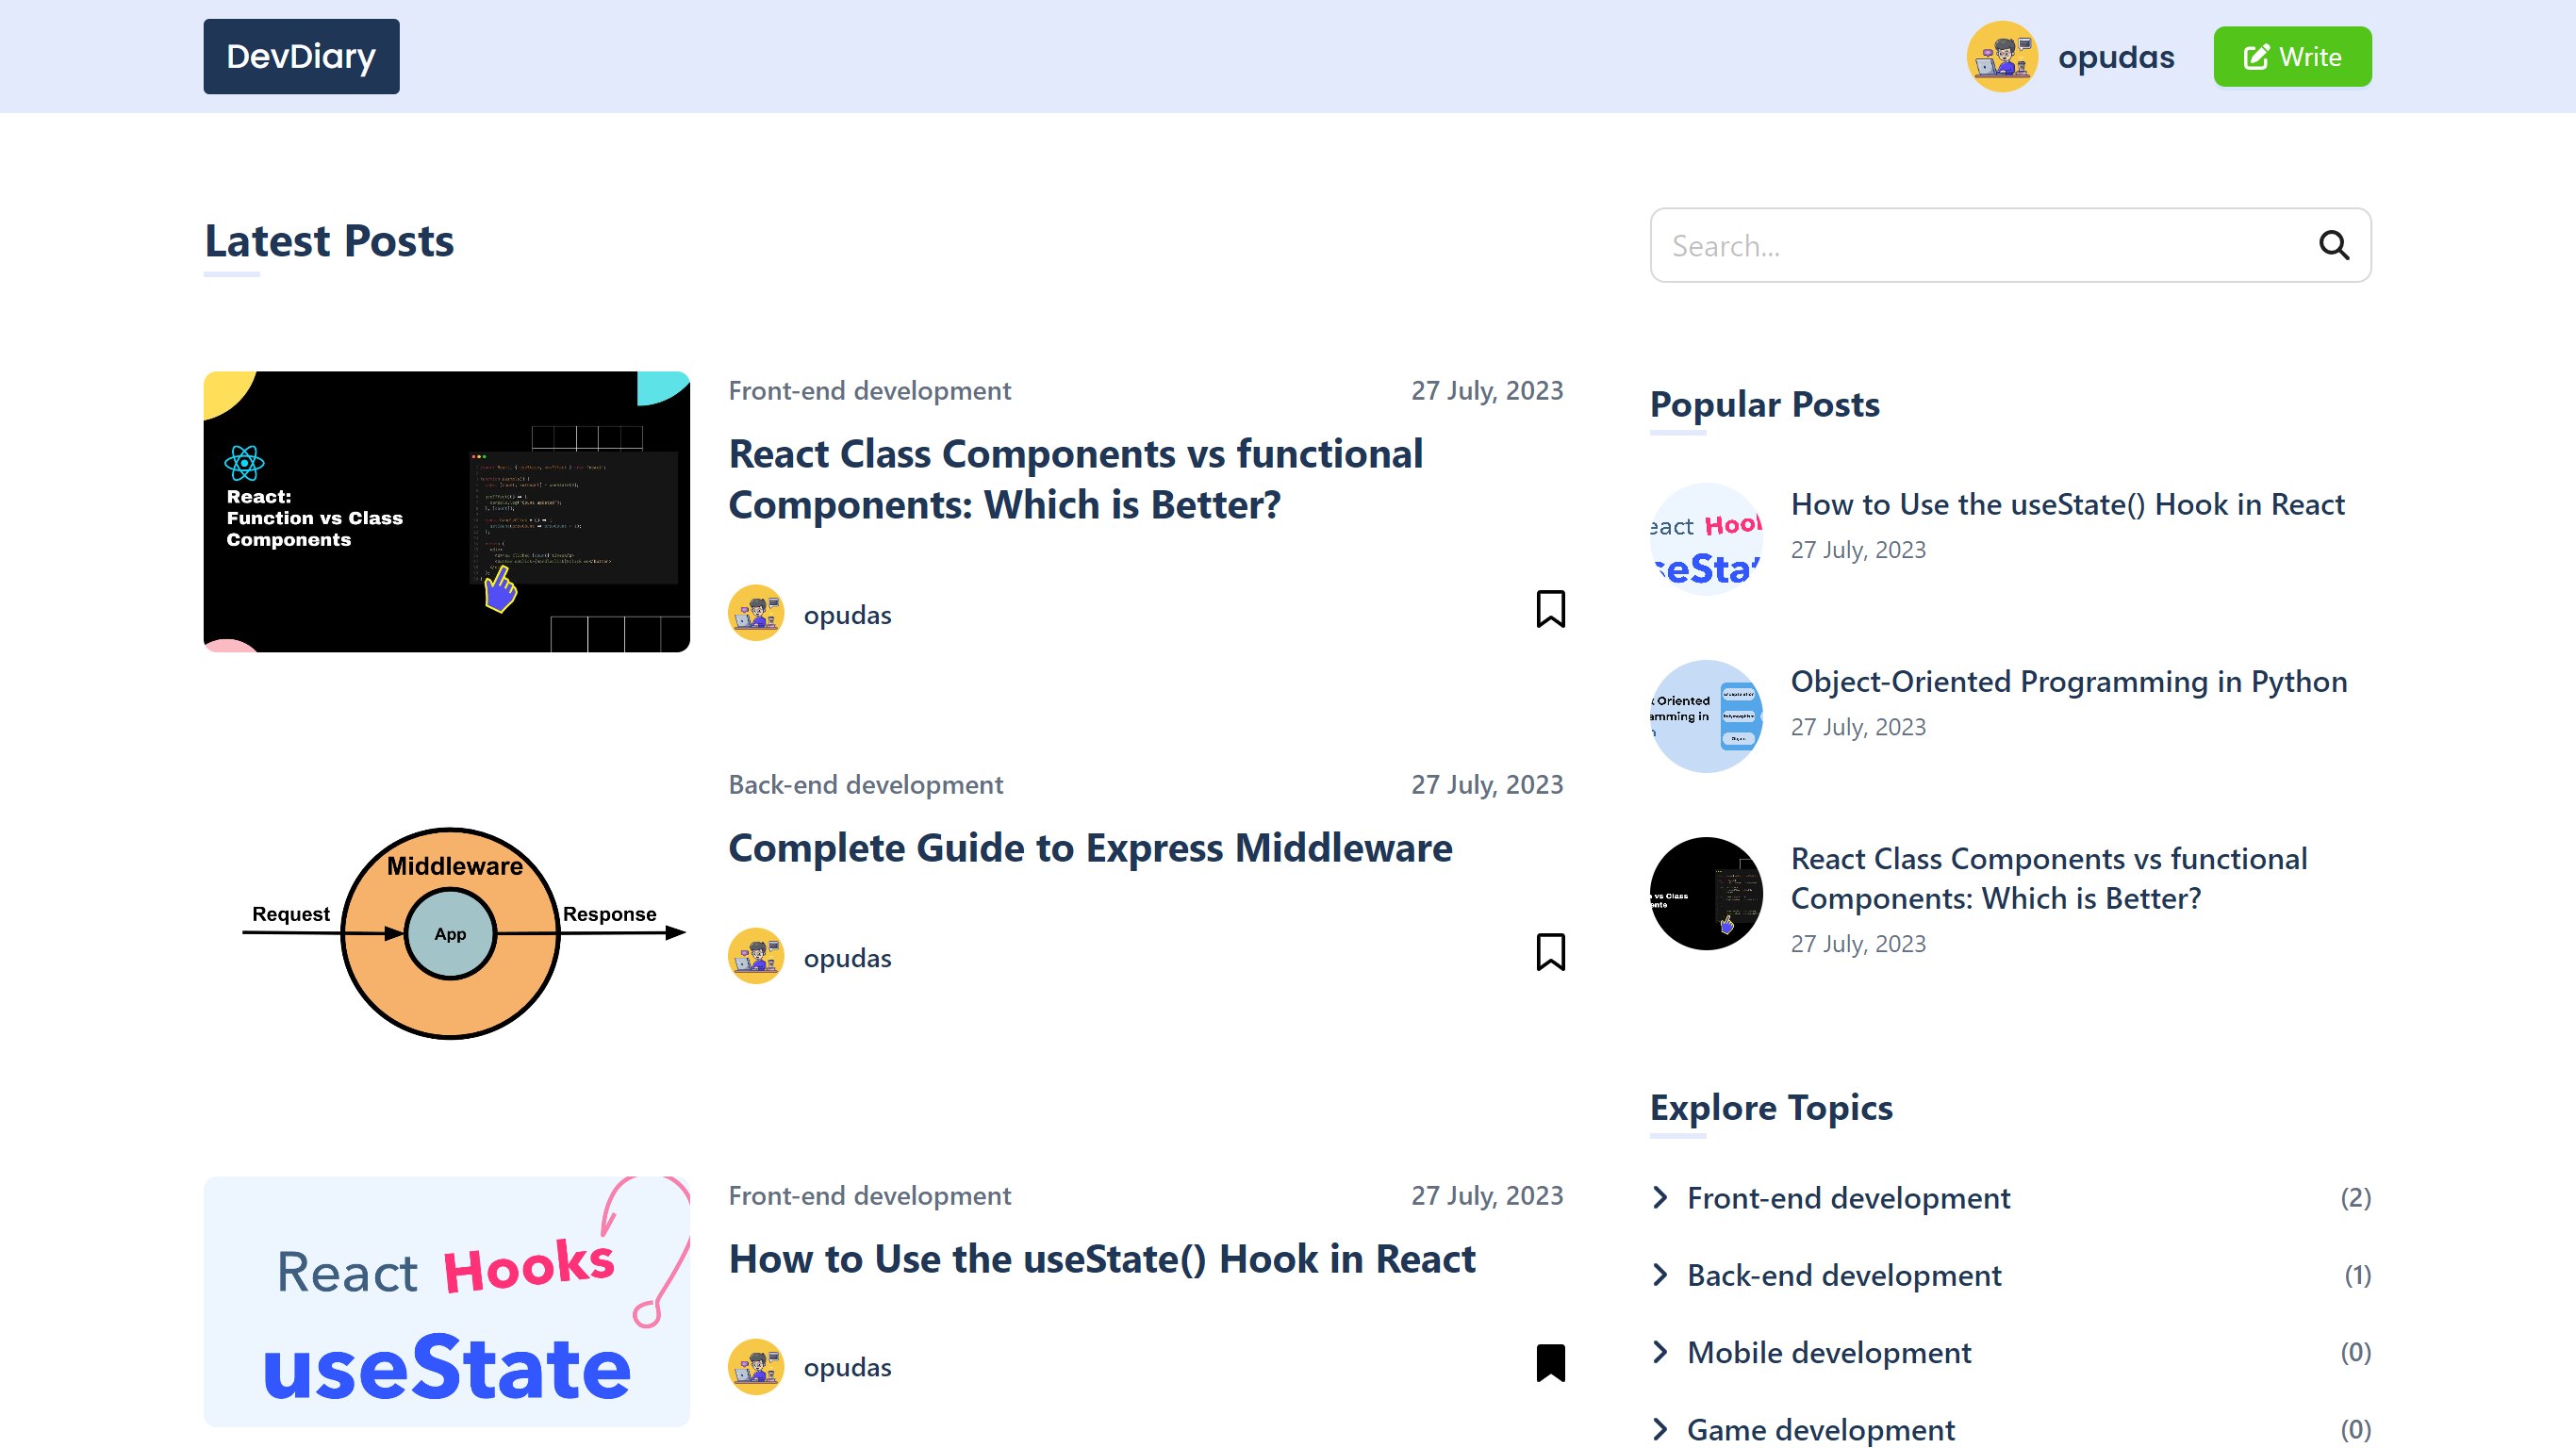 DevDiary
opudas
Write
Latest Posts
Search...
React:
Function vs Class
Components
Front-end development
27 July, 2023
React Class Components vs functional
Components: Which is Better?
opudas
Middleware
Request
App
Response
Back-end development
27 July, 2023
Complete Guide to Express Middleware
opudas
React Hooks
useState
Front-end development
27 July, 2023
How to Use the useState() Hook in React
opudas
Popular Posts
How to Use the useState() Hook in React
27 July, 2023
Oriented
amming in
Object-Oriented Programming in Python
27 July, 2023
vs Class
React Class Components vs functional
Components: Which is Better?
27 July, 2023
Explore Topics
Front-end development
(2)
Back-end development
(1)
Mobile development
(0)
Game development
(0)